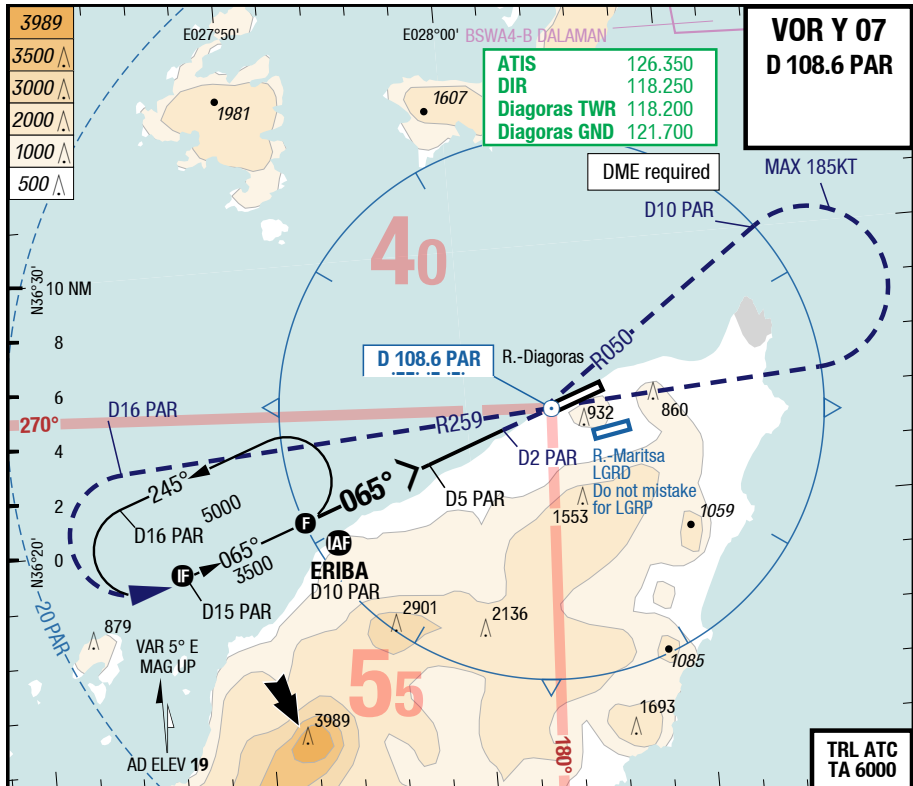 3989
3500
3000
2000
1000
500
E027°50'
E028°00'
BSWA4-B DALAMAN
VOR Y 07
D 108.6 PAR
ATIS 126.350
DIR 118.250
Diagoras TWR 118.200
Diagoras GND 121.700
1981
1607
DME required
MAX 185KT
D10 PAR
40
N36°30'
10 NM
8
6
4
2
0
N36°20'
D 108.6 PAR
R.-Diagoras
R050
D16 PAR
270°
R259
932
860
D2 PAR
R.-Maritsa
LGRD
Do not mistake
for LGRP
245°
5000
065°
D5 PAR
D16 PAR
1553
1059
F
IAF
065°
3500
ERIBA
D10 PAR
IF
D15 PAR
20 PAR
879
2901
2136
VAR 5° E
MAG UP
1085
55
3989
1693
180°
AD ELEV 19
TRL ATC
TA 6000